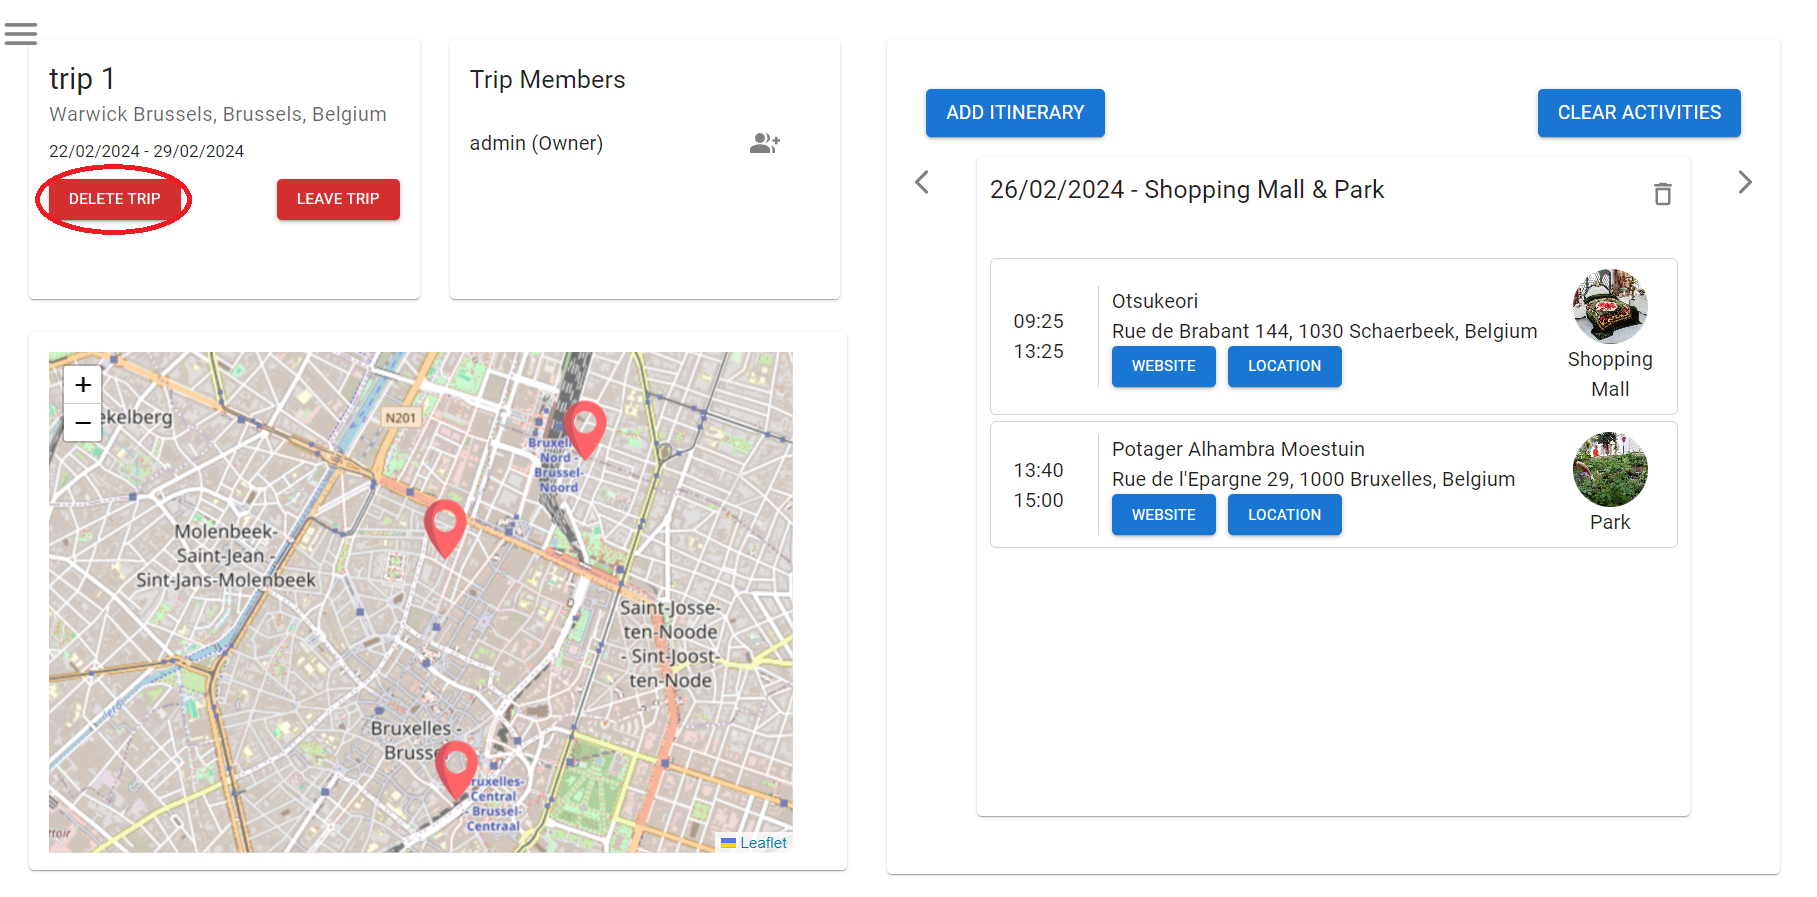 trip 1
Warwick Brussels, Brussels, Belgium
22/02/2024 - 29/02/2024
DELETE TRIP
LEAVE TRIP
Trip Members
admin (Owner)
+
−
ekelberg
N201
Bruxel
Nord -
Brussel-
Noord
Molenbeek-
Saint-Jean -
Sint-Jans-Molenbeek
Saint-Josse-
ten-Noode
- Sint-Joost-
ten-Node
Bruxelles -
Brusse
ruxelles-
Central
- Brussel-
Centraal
Leaflet
ADD ITINERARY
CLEAR ACTIVITIES
26/02/2024 - Shopping Mall & Park
09:25
13:25
Otsukeori
Rue de Brabant 144, 1030 Schaerbeek, Belgium
WEBSITE
LOCATION
Shopping
Mall
13:40
15:00
Potager Alhambra Moestuin
Rue de l'Epargne 29, 1000 Bruxelles, Belgium
WEBSITE
LOCATION
Park